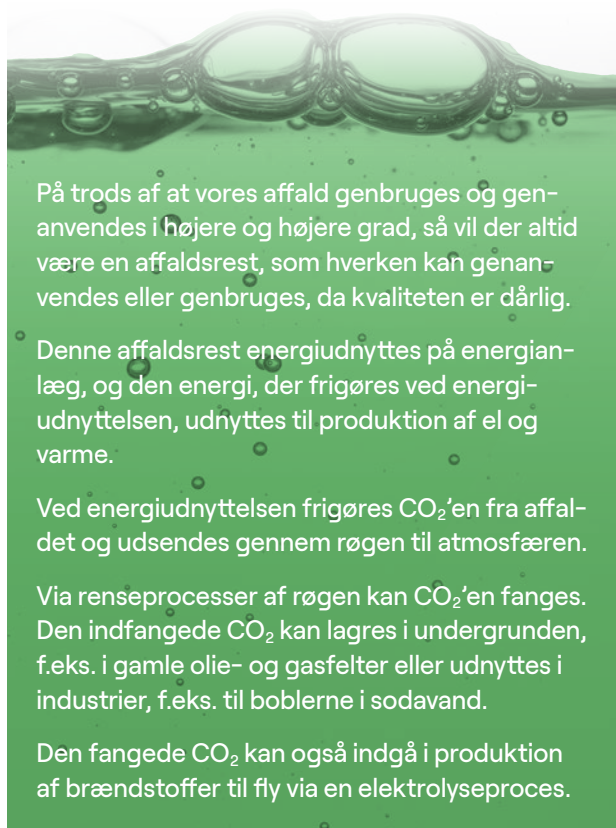 På trods af at vores affald genbruges og gen-
anvendes i højere og højere grad, så vil der altid
være en affaldsrest, som hverken kan genan-
vendes eller genbruges, da kvaliteten er dårlig.
Denne affaldsrest energiudnyttes på energian-
læg, og den energi, der frigøres ved energi-
udnyttelsen, udnyttes til produktion af el og
varme.
Ved energiudnyttelsen frigøres CO₂’en fra affal-
det og udsendes gennem røgen til atmosfæren.
Via renseprocesser af røgen kan CO₂’en fanges.
Den indfangede CO₂ kan lagres i undergrunden,
f.eks. i gamle olie- og gasfelter eller udnyttes i
industrier, f.eks. til boblerne i sodavand.
Den fangede CO₂ kan også indgå i produktion
af brændstoffer til fly via en elektrolyseproces.